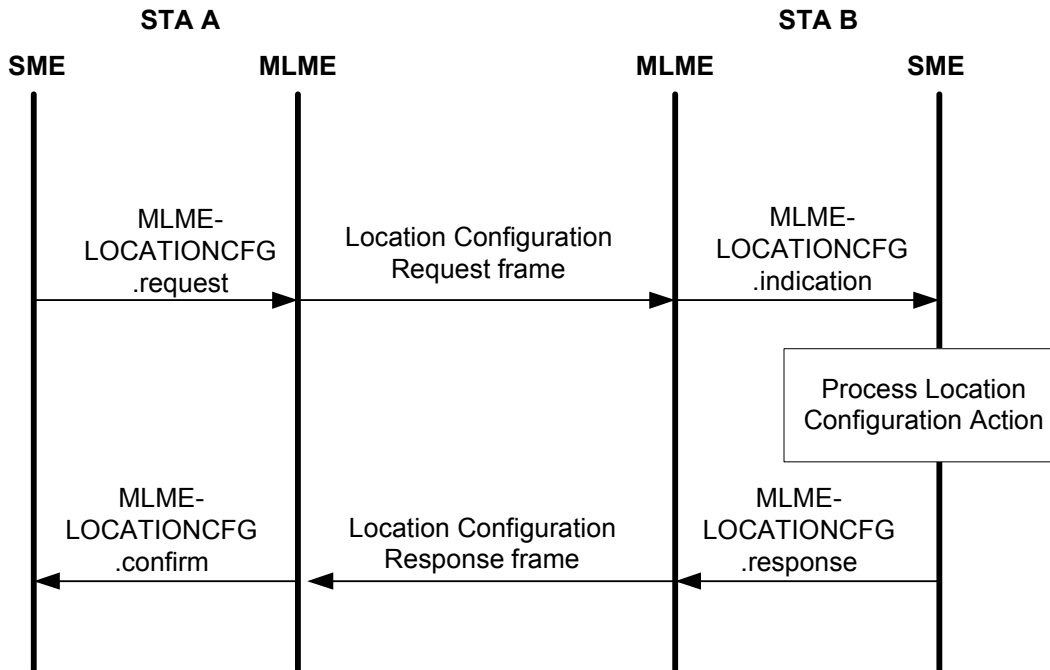 STA A
STA B
SME
MLME
MLME
SME
MLME-
LOCATIONCFG
.request
Location Configuration
Request frame
MLME-
LOCATIONCFG
.indication
Process Location
Configuration Action
MLME-
LOCATIONCFG
.confirm
Location Configuration
Response frame
MLME-
LOCATIONCFG
.response